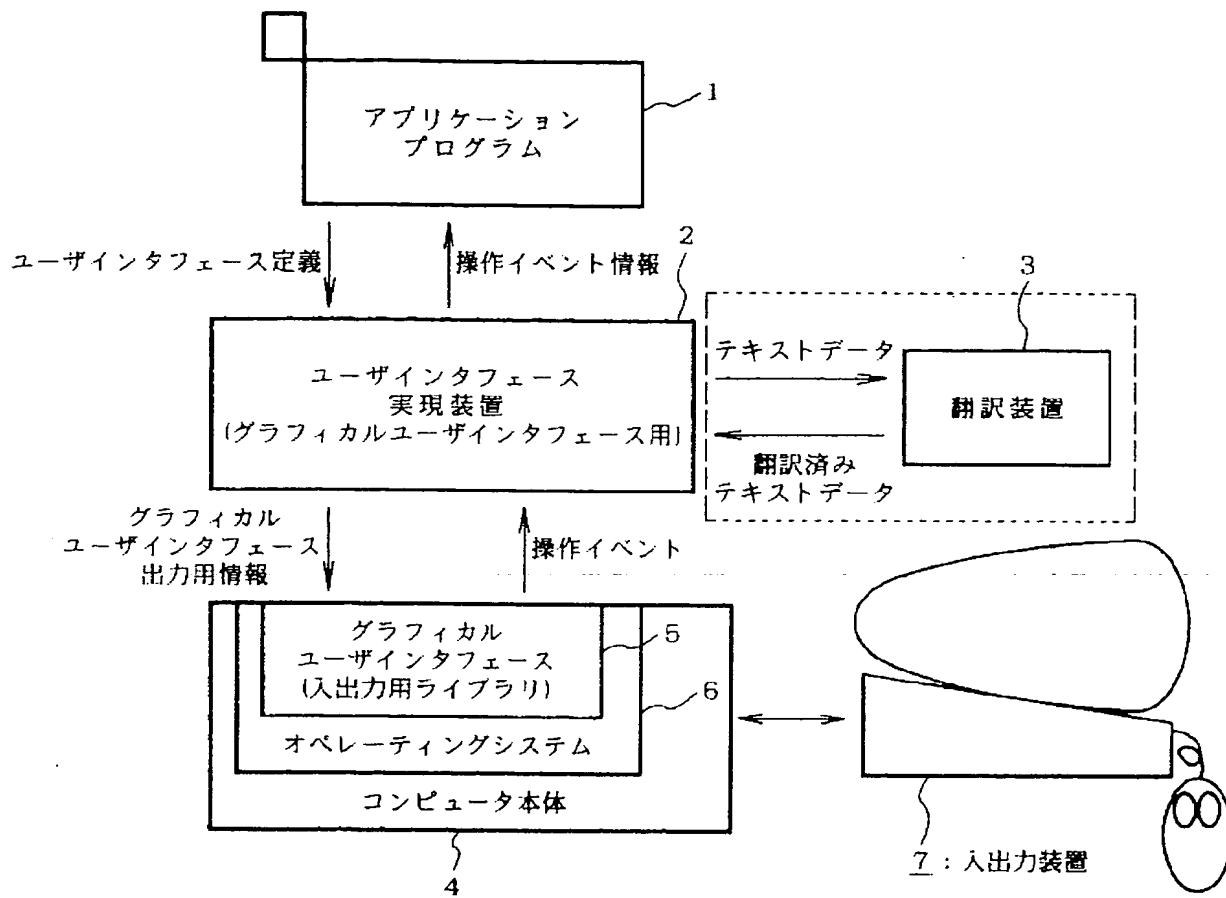 アプリケーション
プログラム
1
ユーザインタフェース定義
操作イベント情報
2
ユーザインタフェース
実現装置
(グラフィカルユーザインタフェース用)
テキストデータ
3
翻訳装置
翻訳済み
テキストデータ
グラフィカル
ユーザインタフェース
出力用情報
操作イベント
グラフィカル
ユーザインタフェース
(入出力用ライブラリ)
5
6
オペレーティングシステム
コンピュータ本体
4
7:入出力装置